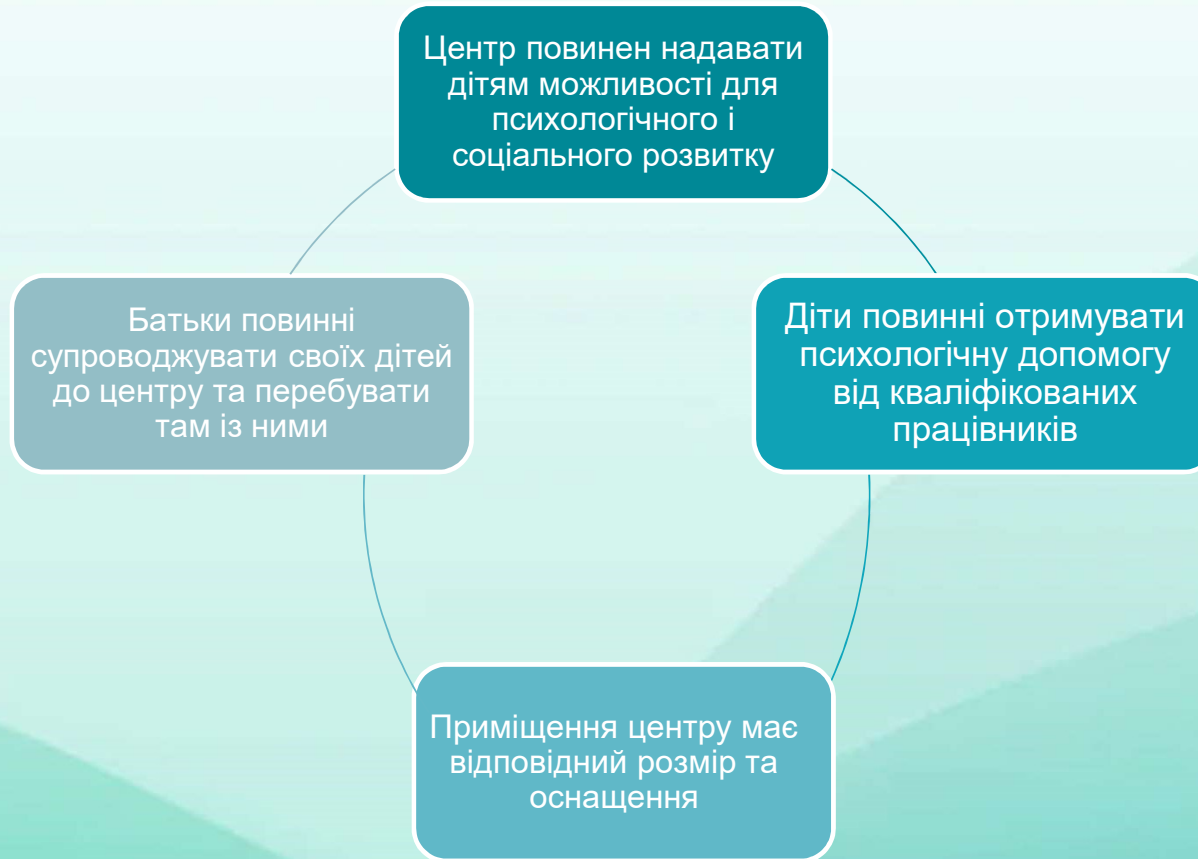 Центр повинен надавати
дітям можливості для
психологічного і
соціального розвитку
Батьки повинні
супроводжувати своїх дітей
до центру та перебувати
там із ними
Діти повинні отримувати
психологічну допомогу
від кваліфікованих
працівників
Приміщення центру має
відповідний розмір та
оснащення